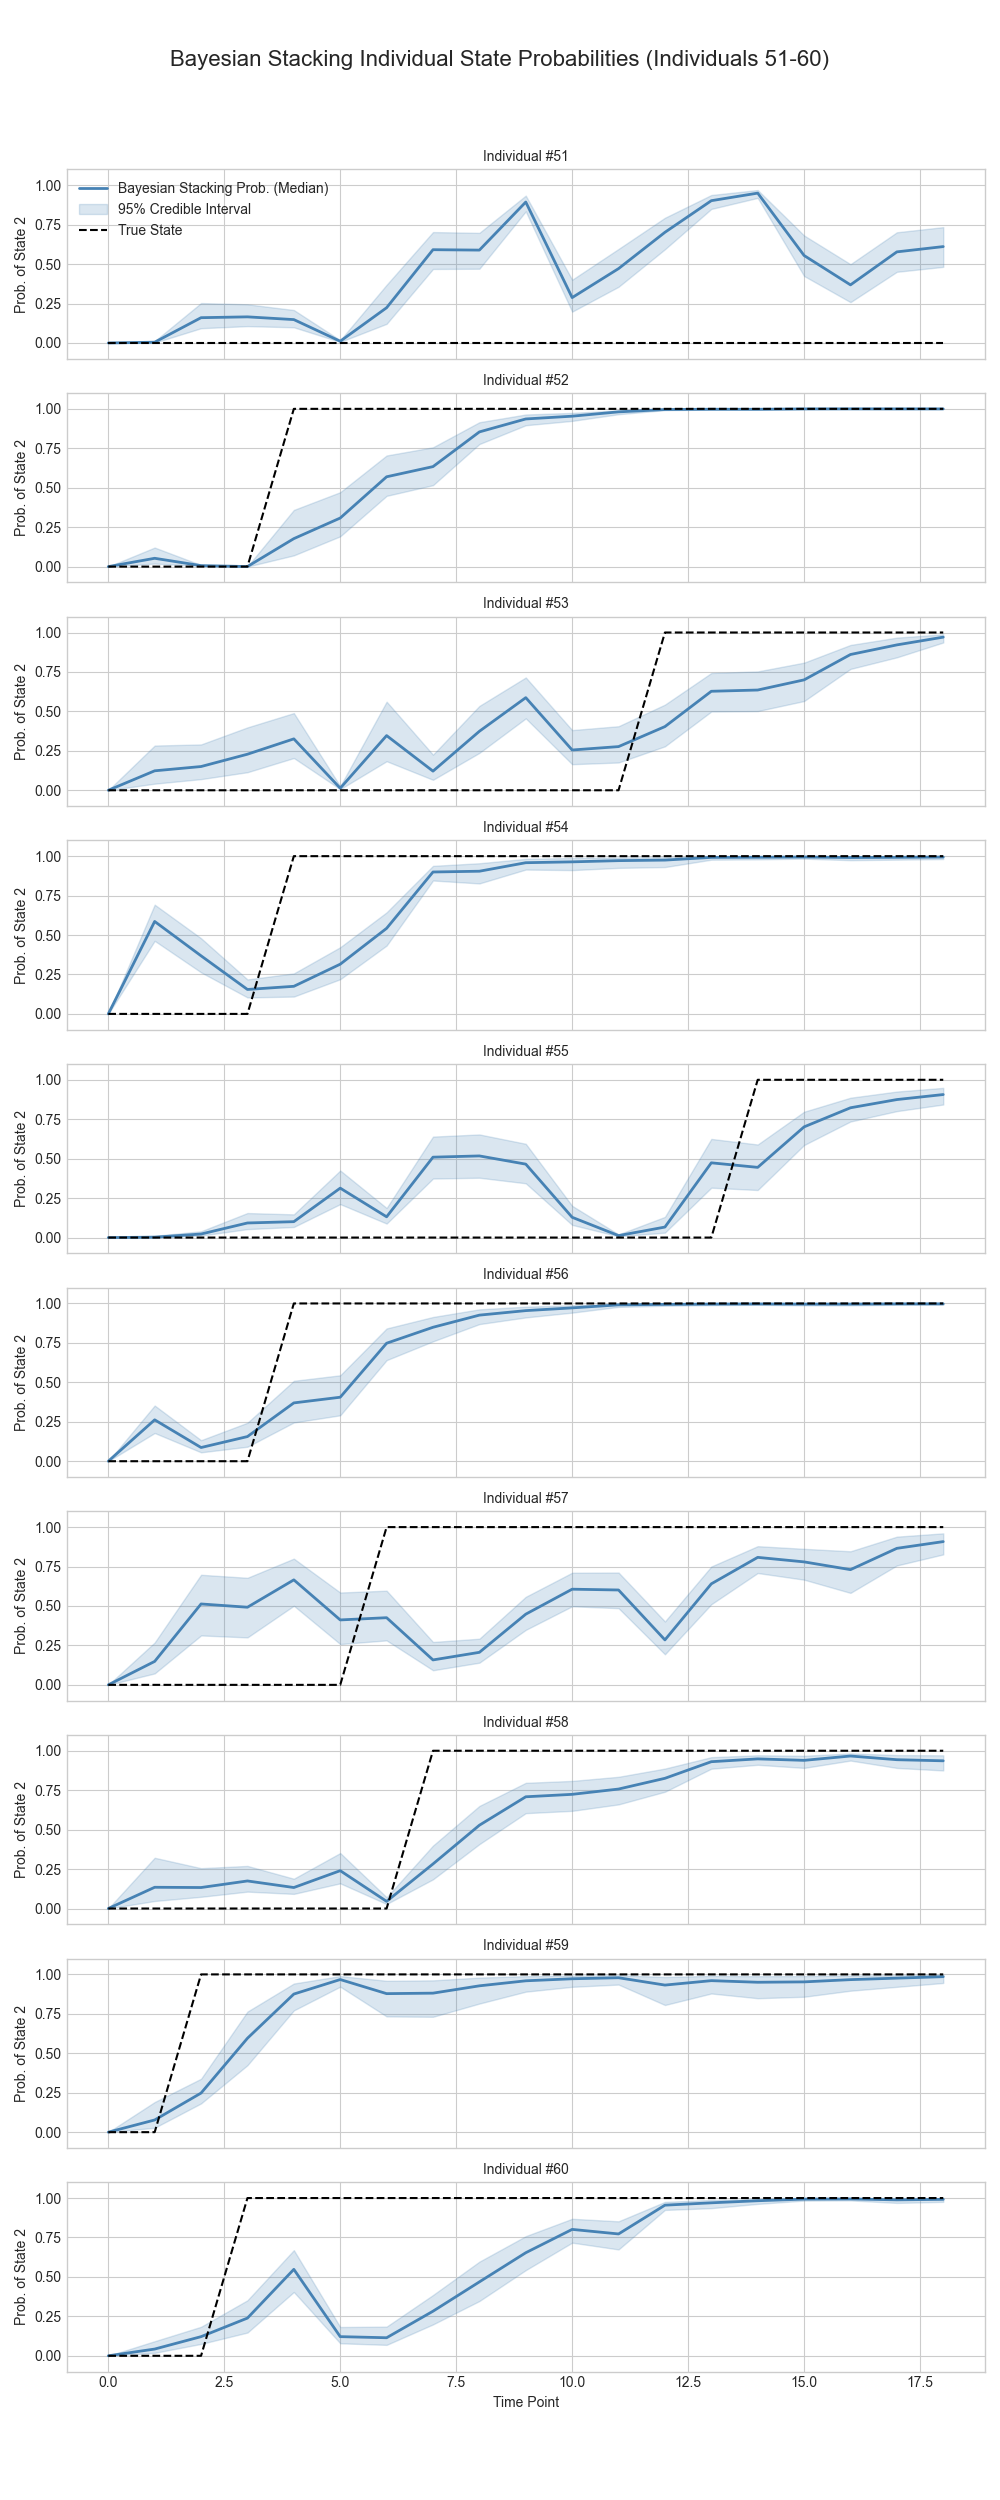 Bayesian Stacking Individual State Probabilities (Individuals 51-60)
Individual #51
1.00
0.75
0.50
0.25
0.00
Prob. of State 2
Bayesian Stacking Prob. (Median)
95% Credible Interval
True State
Individual #52
1.00
0.75
0.50
0.25
0.00
Prob. of State 2
Individual #53
1.00
0.75
0.50
0.25
0.00
Prob. of State 2
Individual #54
1.00
0.75
0.50
0.25
0.00
Prob. of State 2
Individual #55
1.00
0.75
0.50
0.25
0.00
Prob. of State 2
Individual #56
1.00
0.75
0.50
0.25
0.00
Prob. of State 2
Individual #57
1.00
0.75
0.50
0.25
0.00
Prob. of State 2
Individual #58
1.00
0.75
0.50
0.25
0.00
Prob. of State 2
Individual #59
1.00
0.75
0.50
0.25
0.00
Prob. of State 2
Individual #60
1.00
0.75
0.50
0.25
0.00
Prob. of State 2
0.0 2.5 5.0 7.5 10.0 12.5 15.0 17.5
Time Point